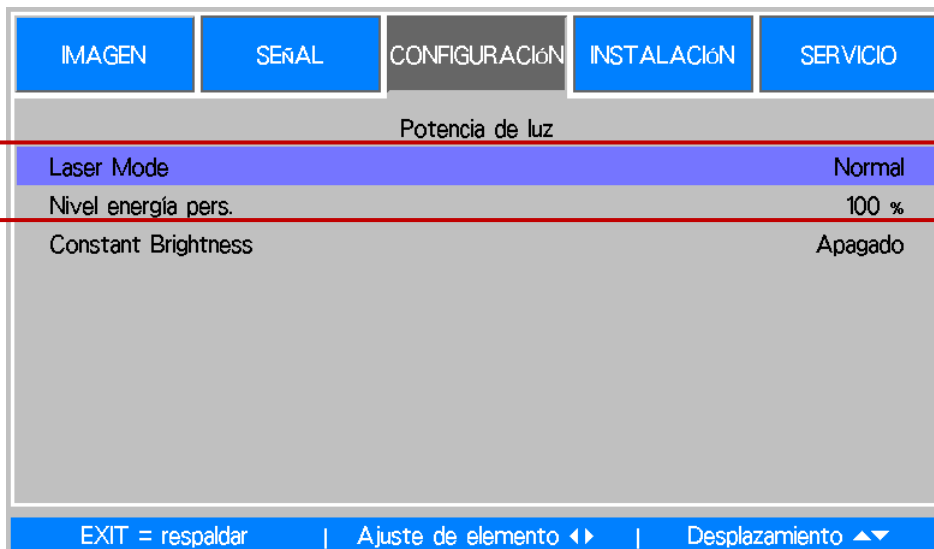 IMAGEN SEñAL CONFIGURACIóN INSTALACIóN SERVICIO
Potencia de luz
Laser Mode Normal
Nivel energía pers. 100 %
Constant Brightness Apagado
EXIT = respaldar | Ajuste de elemento ◂▸ | Desplazamiento ▴▾